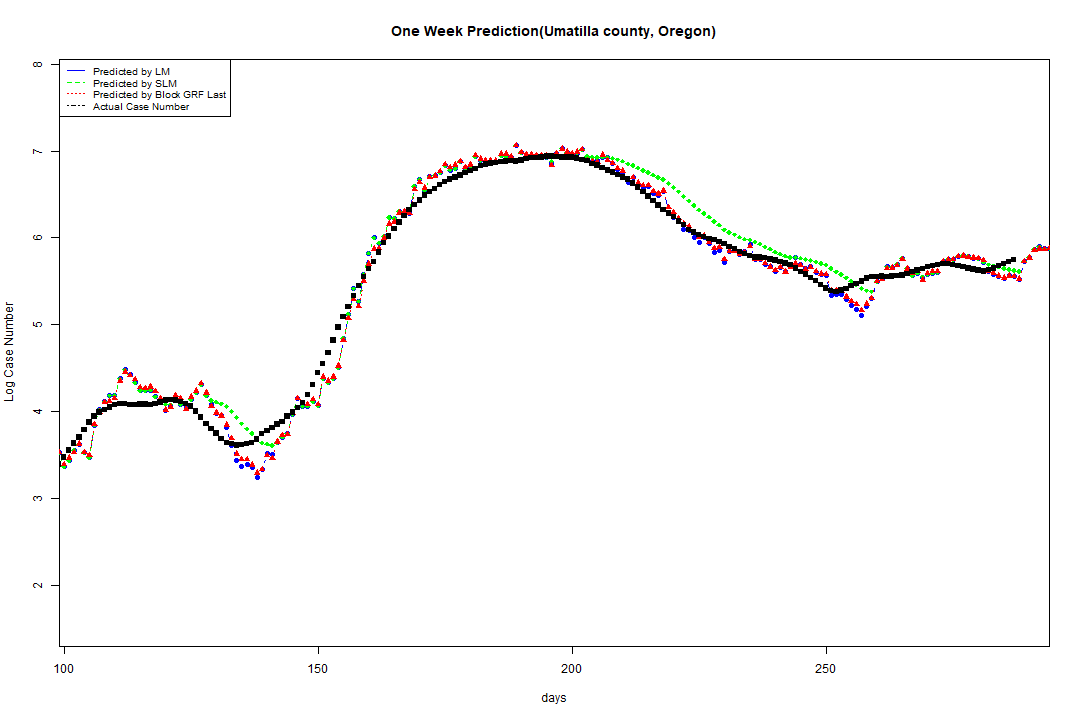 One Week Prediction(Umatilla county, Oregon)
Predicted by LM
Predicted by SLM
Predicted by Block GRF Last
Actual Case Number
8
7
6
5
4
3
2
Log Case Number
100 150 200 250
days